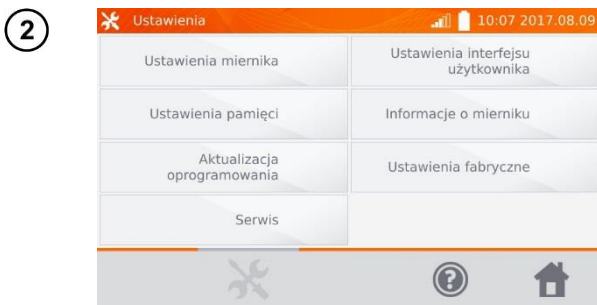 2
Ustawienia
10:07 2017.08.09
Ustawienia miernika
Ustawienia interfejsu
użytkownika
Ustawienia pamięci
Informacje o mierniku
Aktualizacja
oprogramowania
Ustawienia fabryczne
Serwis
?